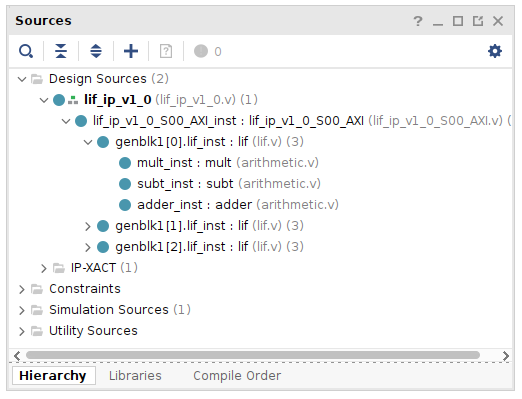 Sources
0
Design Sources (2)
lif_ip_v1_0 (lif_ip_v1_0.v) (1)
lif_ip_v1_0_S00_AXI_inst : lif_ip_v1_0_S00_AXI (lif_ip_v1_0_S00_AXI.v) (
genblk1[0].lif_inst : lif (lif.v) (3)
mult_inst : mult (arithmetic.v)
subt_inst : subt (arithmetic.v)
adder_inst : adder (arithmetic.v)
genblk1[1].lif_inst : lif (lif.v) (3)
genblk1[2].lif_inst : lif (lif.v) (3)
IP-XACT (1)
Constraints
Simulation Sources (1)
Utility Sources
Hierarchy Libraries Compile Order